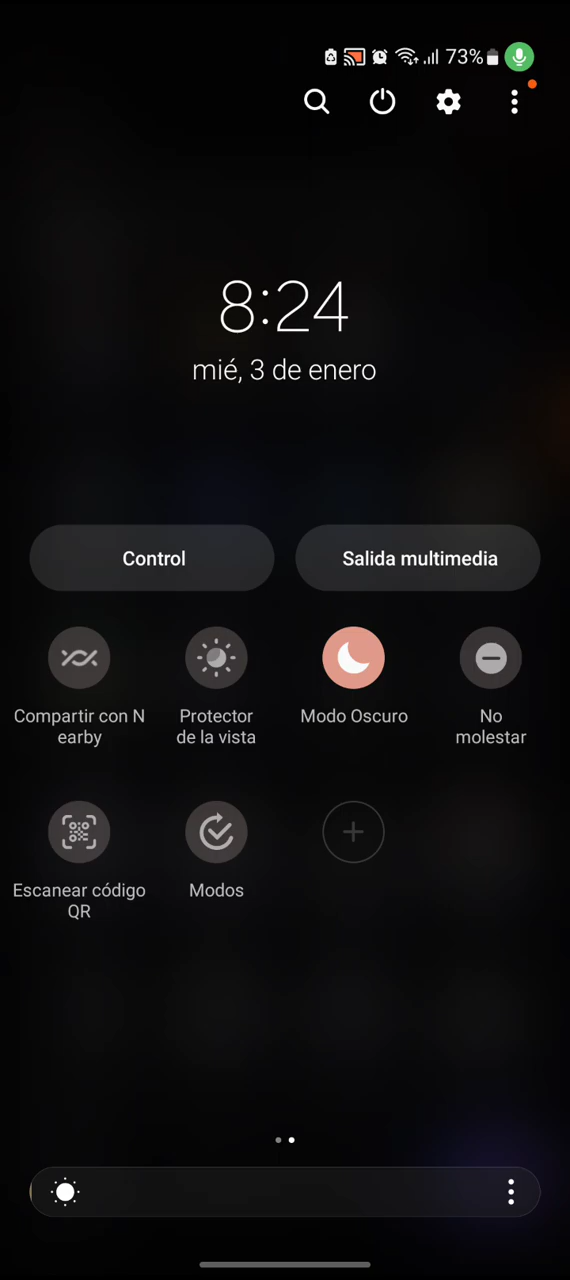 73%
8:24
mié, 3 de enero
Control
Salida multimedia
Compartir con N
earby
Protector
de la vista
Modo Oscuro
No
molestar
Escanear código
QR
Modos